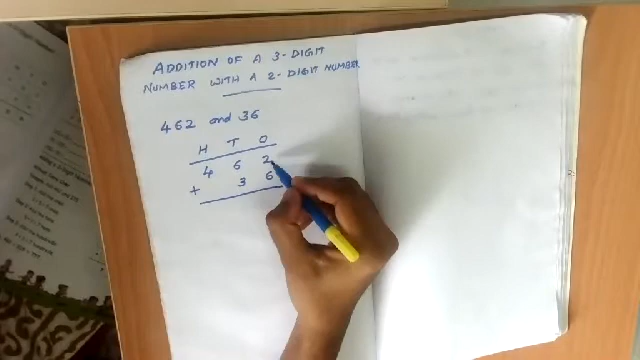 ADDITION OF A 3-DIGIT
NUMBER WITH A 2-DIGIT NUMBER
462 and 36
H T O
4 6 2
+ 3 6